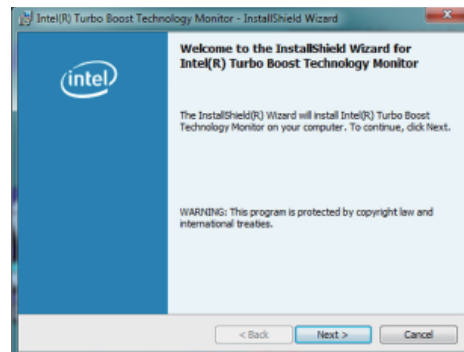 Intel(R) Turbo Boost Technology Monitor - InstallShield Wizard
Welcome to the InstallShield Wizard for
Intel(R) Turbo Boost Technology Monitor
intel
The InstallShield(R) Wizard will install Intel(R) Turbo Boost
Technology Monitor on your computer. To continue, click Next.
WARNING: This program is protected by copyright law and
international treaties.
< Back Next > Cancel